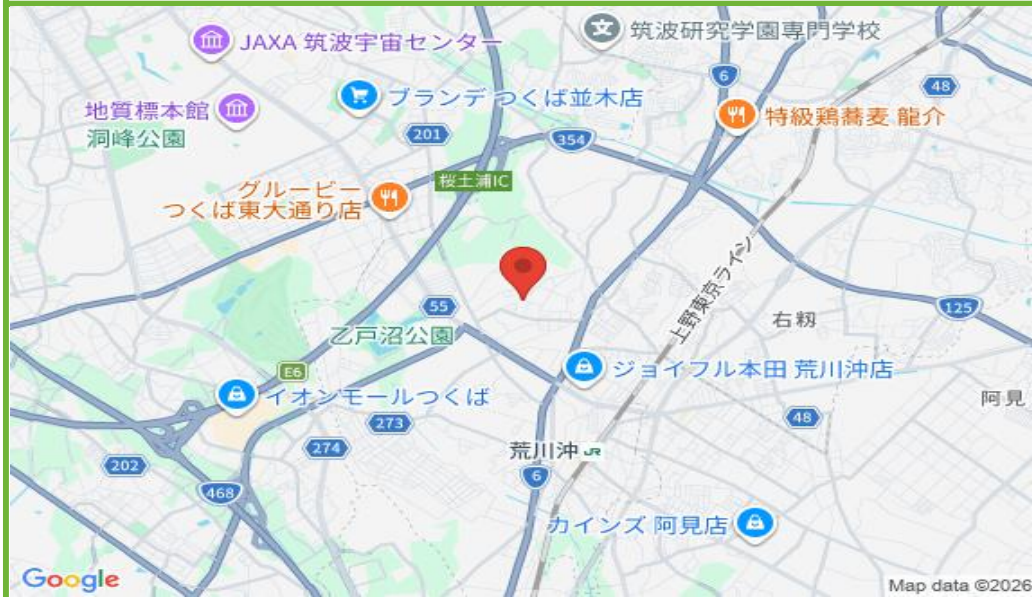 JAXA 筑波宇宙センター
筑波研究学園専門学校
6
48
地質標本館
ブランデ つくば並木店
特級鶏蕎麦 龍介
洞峰公園
201
354
桜土浦IC
グルービー
つくば東大通り店
上野東京ライン
55
125
乙戸沼公園
右籾
E6
ジョイフル本田 荒川沖店
イオンモールつくば
阿見
273
48
274
荒川沖 JR
202
6
468
カインズ 阿見店
Google
Map data ©2026